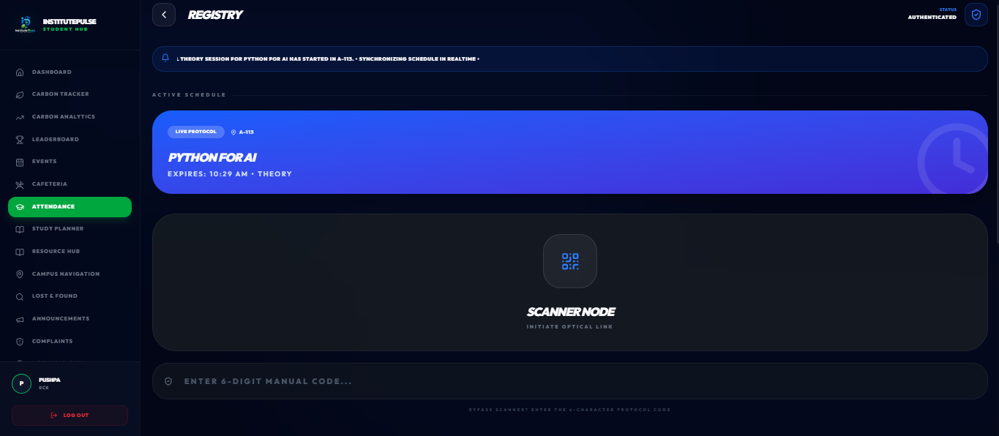 INSTITUTEPULSE
STUDENT HUB
DASHBOARD
CARBON TRACKER
CARBON ANALYTICS
LEADERBOARD
EVENTS
CAFETERIA
ATTENDANCE
STUDY PLANNER
RESOURCE HUB
CAMPUS NAVIGATION
LOST & FOUND
ANNOUNCEMENTS
COMPLAINTS
P
PUSHPA
ECE
LOG OUT
REGISTRY
STATUS
AUTHENTICATED
THEORY SESSION FOR PYTHON FOR AI HAS STARTED IN A-113. • SYNCHRONIZING SCHEDULE IN REALTIME •
ACTIVE SCHEDULE
LIVE PROTOCOL
A-113
PYTHON FOR AI
EXPIRES: 10:29 AM • THEORY
SCANNER NODE
INITIATE OPTICAL LINK
ENTER 6-DIGIT MANUAL CODE...
BYPASS SCANNER? ENTER THE 6-CHARACTER PROTOCOL CODE